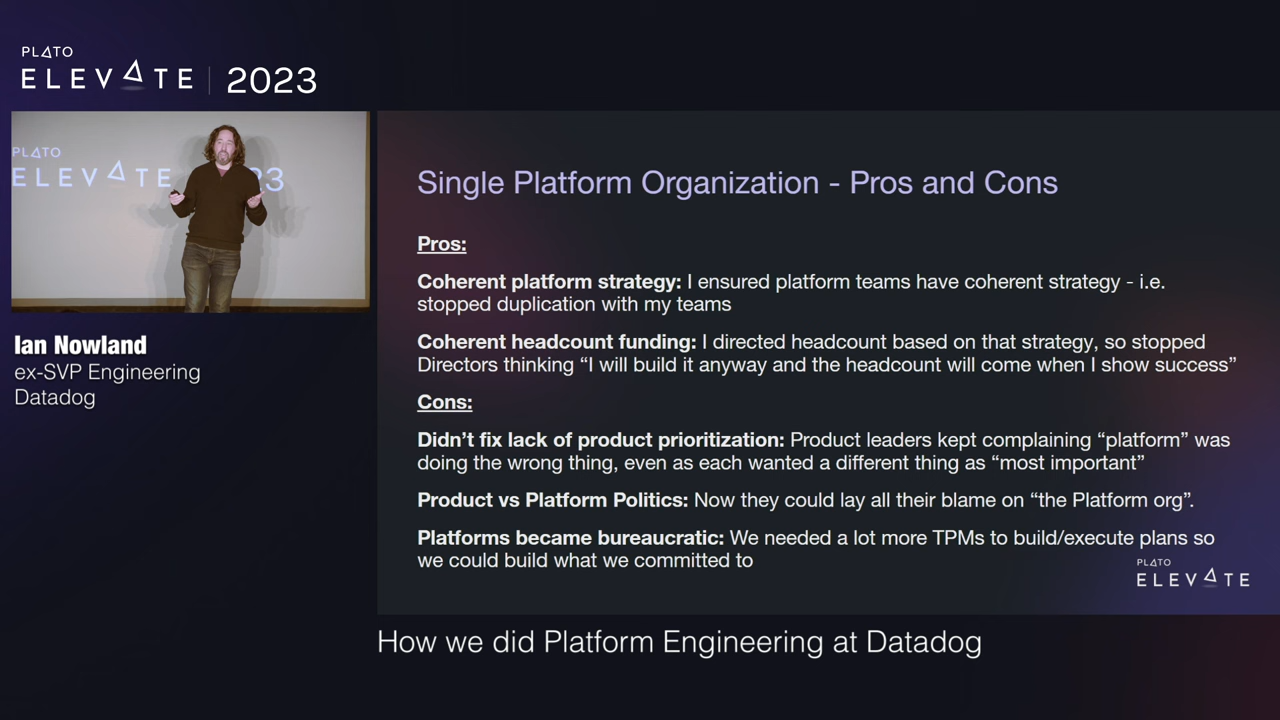 PLATO
ELEVATE | 2023
PLATO
ELEVATE 23
Ian Nowland
ex-SVP Engineering
Datadog
Single Platform Organization - Pros and Cons
Pros:
Coherent platform strategy: I ensured platform teams have coherent strategy - i.e.
stopped duplication with my teams
Coherent headcount funding: I directed headcount based on that strategy, so stopped
Directors thinking “I will build it anyway and the headcount will come when I show success”
Cons:
Didn’t fix lack of product prioritization: Product leaders kept complaining “platform” was
doing the wrong thing, even as each wanted a different thing as “most important”
Product vs Platform Politics: Now they could lay all their blame on “the Platform org”.
Platforms became bureaucratic: We needed a lot more TPMs to build/execute plans so
we could build what we committed to
PLATO
ELEVATE
How we did Platform Engineering at Datadog